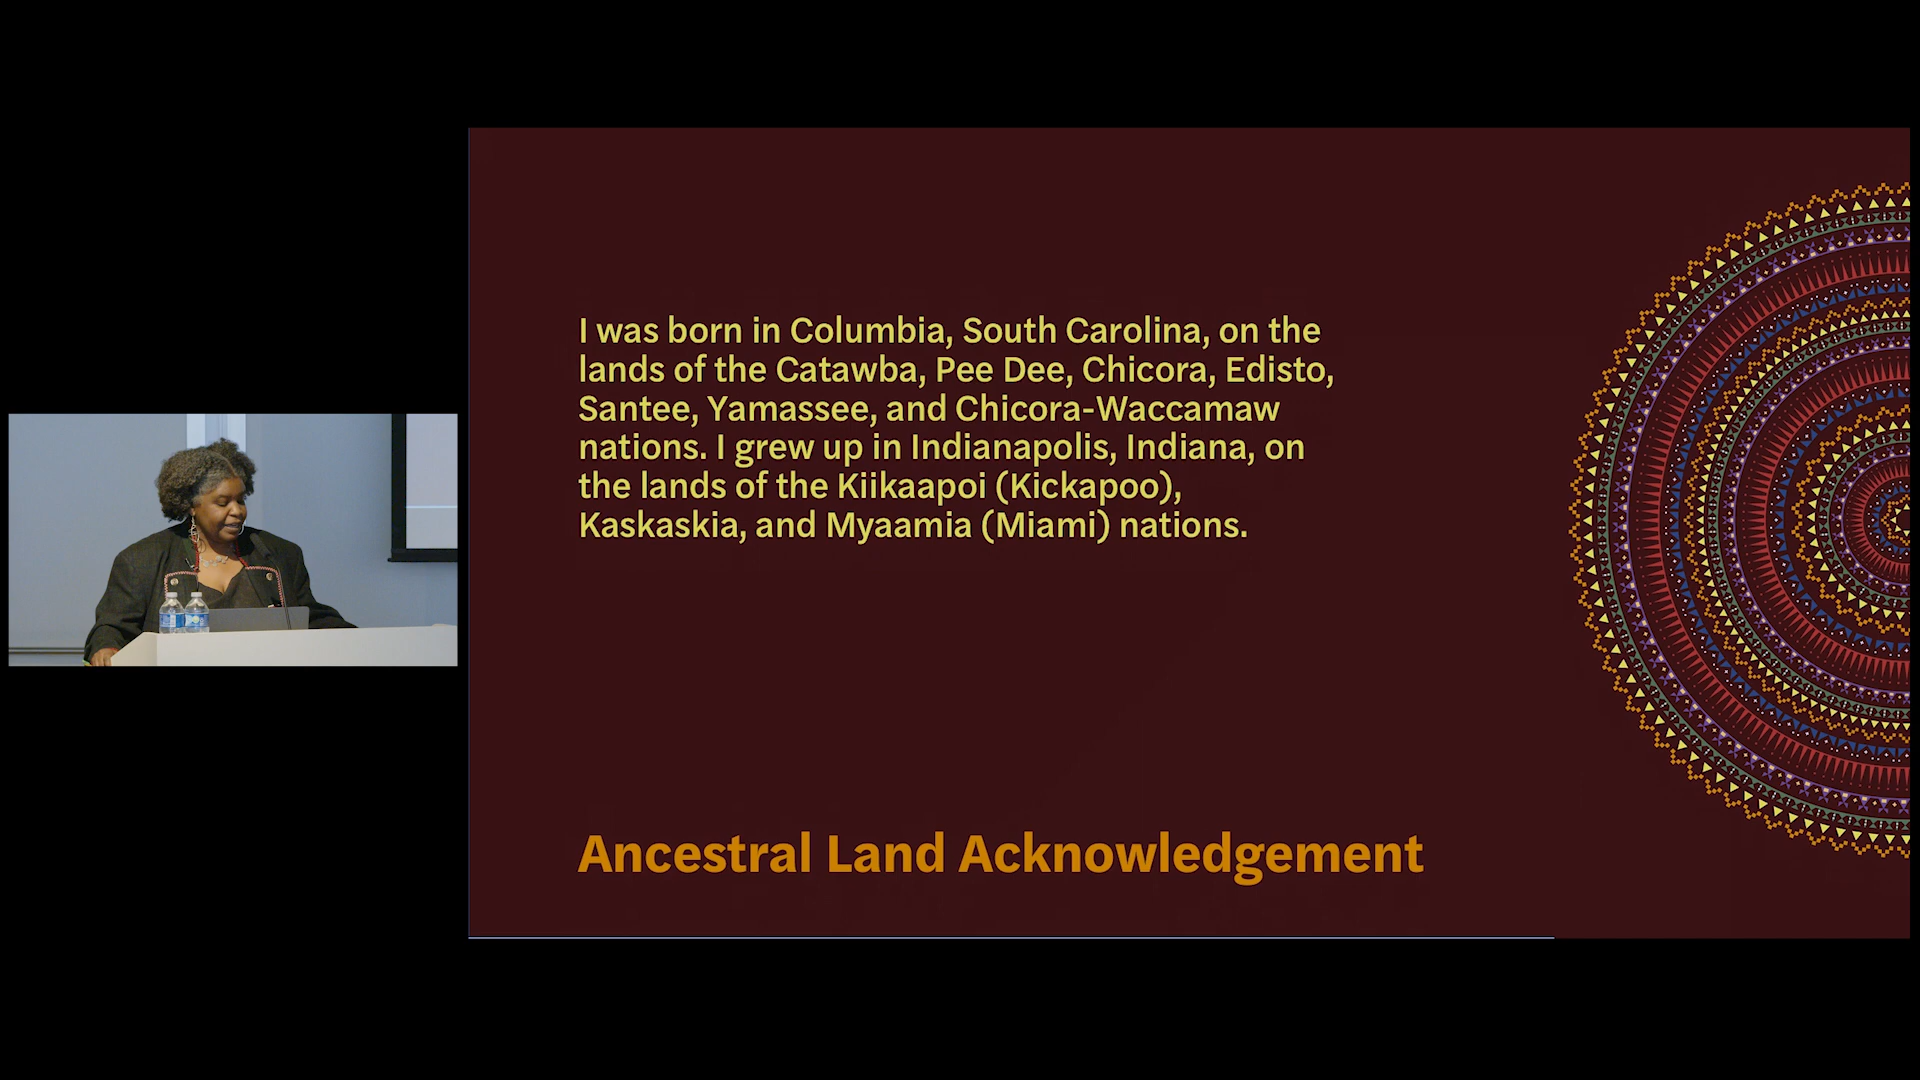 I was born in Columbia, South Carolina, on the
lands of the Catawba, Pee Dee, Chicora, Edisto,
Santee, Yamassee, and Chicora-Waccamaw
nations. I grew up in Indianapolis, Indiana, on
the lands of the Kiikaapoi (Kickapoo),
Kaskaskia, and Myaamia (Miami) nations.
Ancestral Land Acknowledgement